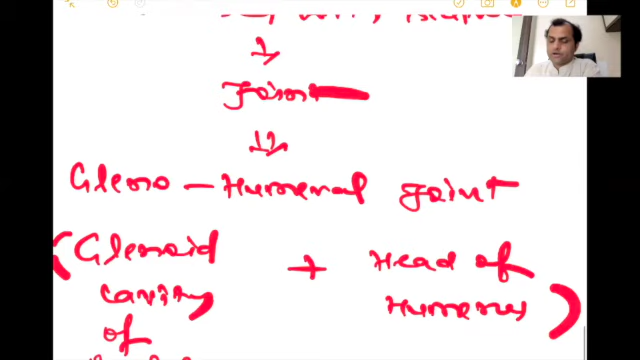 Joint
Gleno - Humeral Joint
Glenoid + Head of
cavity Humerus
of